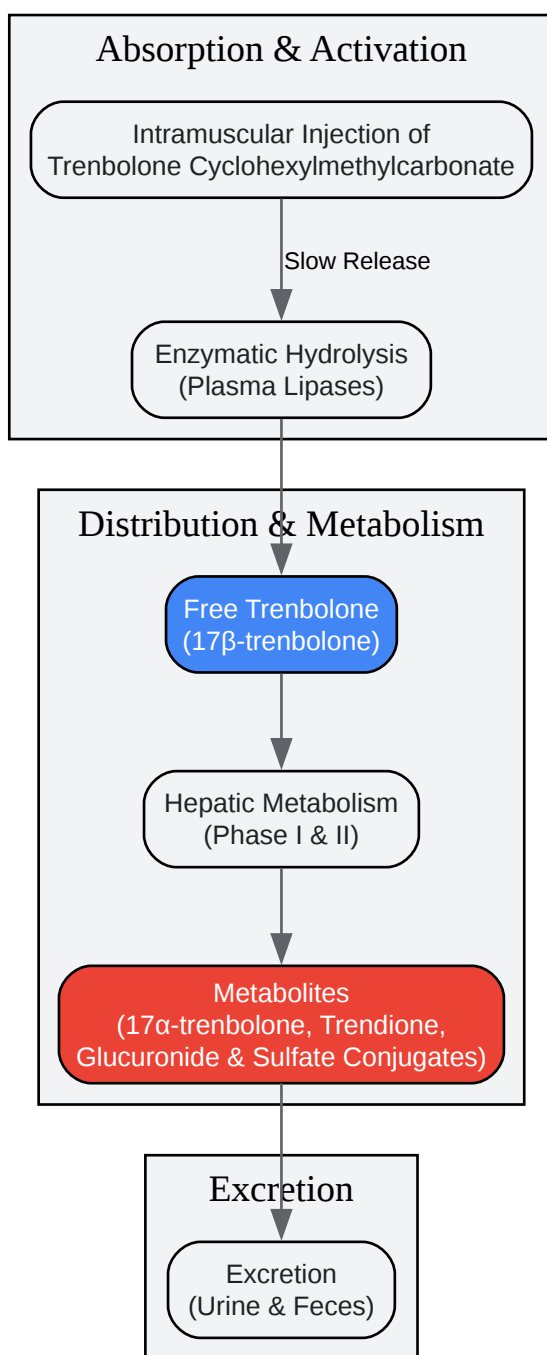 Absorption & Activation
Intramuscular Injection of
Trenbolone Cyclohexylmethylcarbonate
Slow Release
Enzymatic Hydrolysis
(Plasma Lipases)
Distribution & Metabolism
Free Trenbolone
(17β-trenbolone)
Hepatic Metabolism
(Phase I & II)
Metabolites
(17α-trenbolone, Trendione,
Glucuronide & Sulfate Conjugates)
Excretion
Excretion
(Urine & Feces)